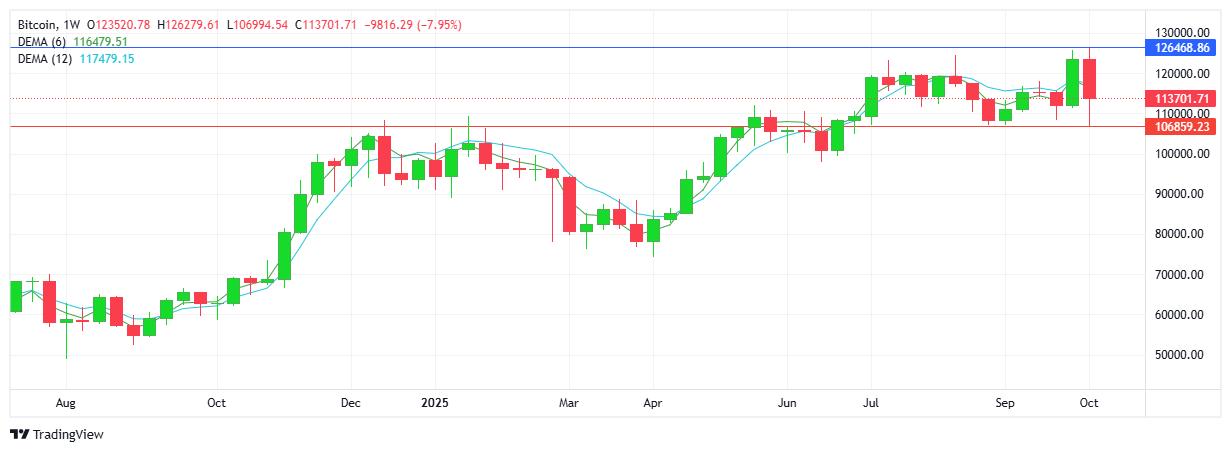 Bitcoin, 1W O123520.78 H126279.61 L106994.54 C113701.71 −9816.29 (−7.95%)
DEMA (6) 116479.51
DEMA (12) 117479.15
130000.00
126468.86
120000.00
113701.71
110000.00
106859.23
100000.00
90000.00
80000.00
70000.00
60000.00
50000.00
Aug Oct Dec 2025 Mar Apr Jun Jul Sep Oct
TradingView